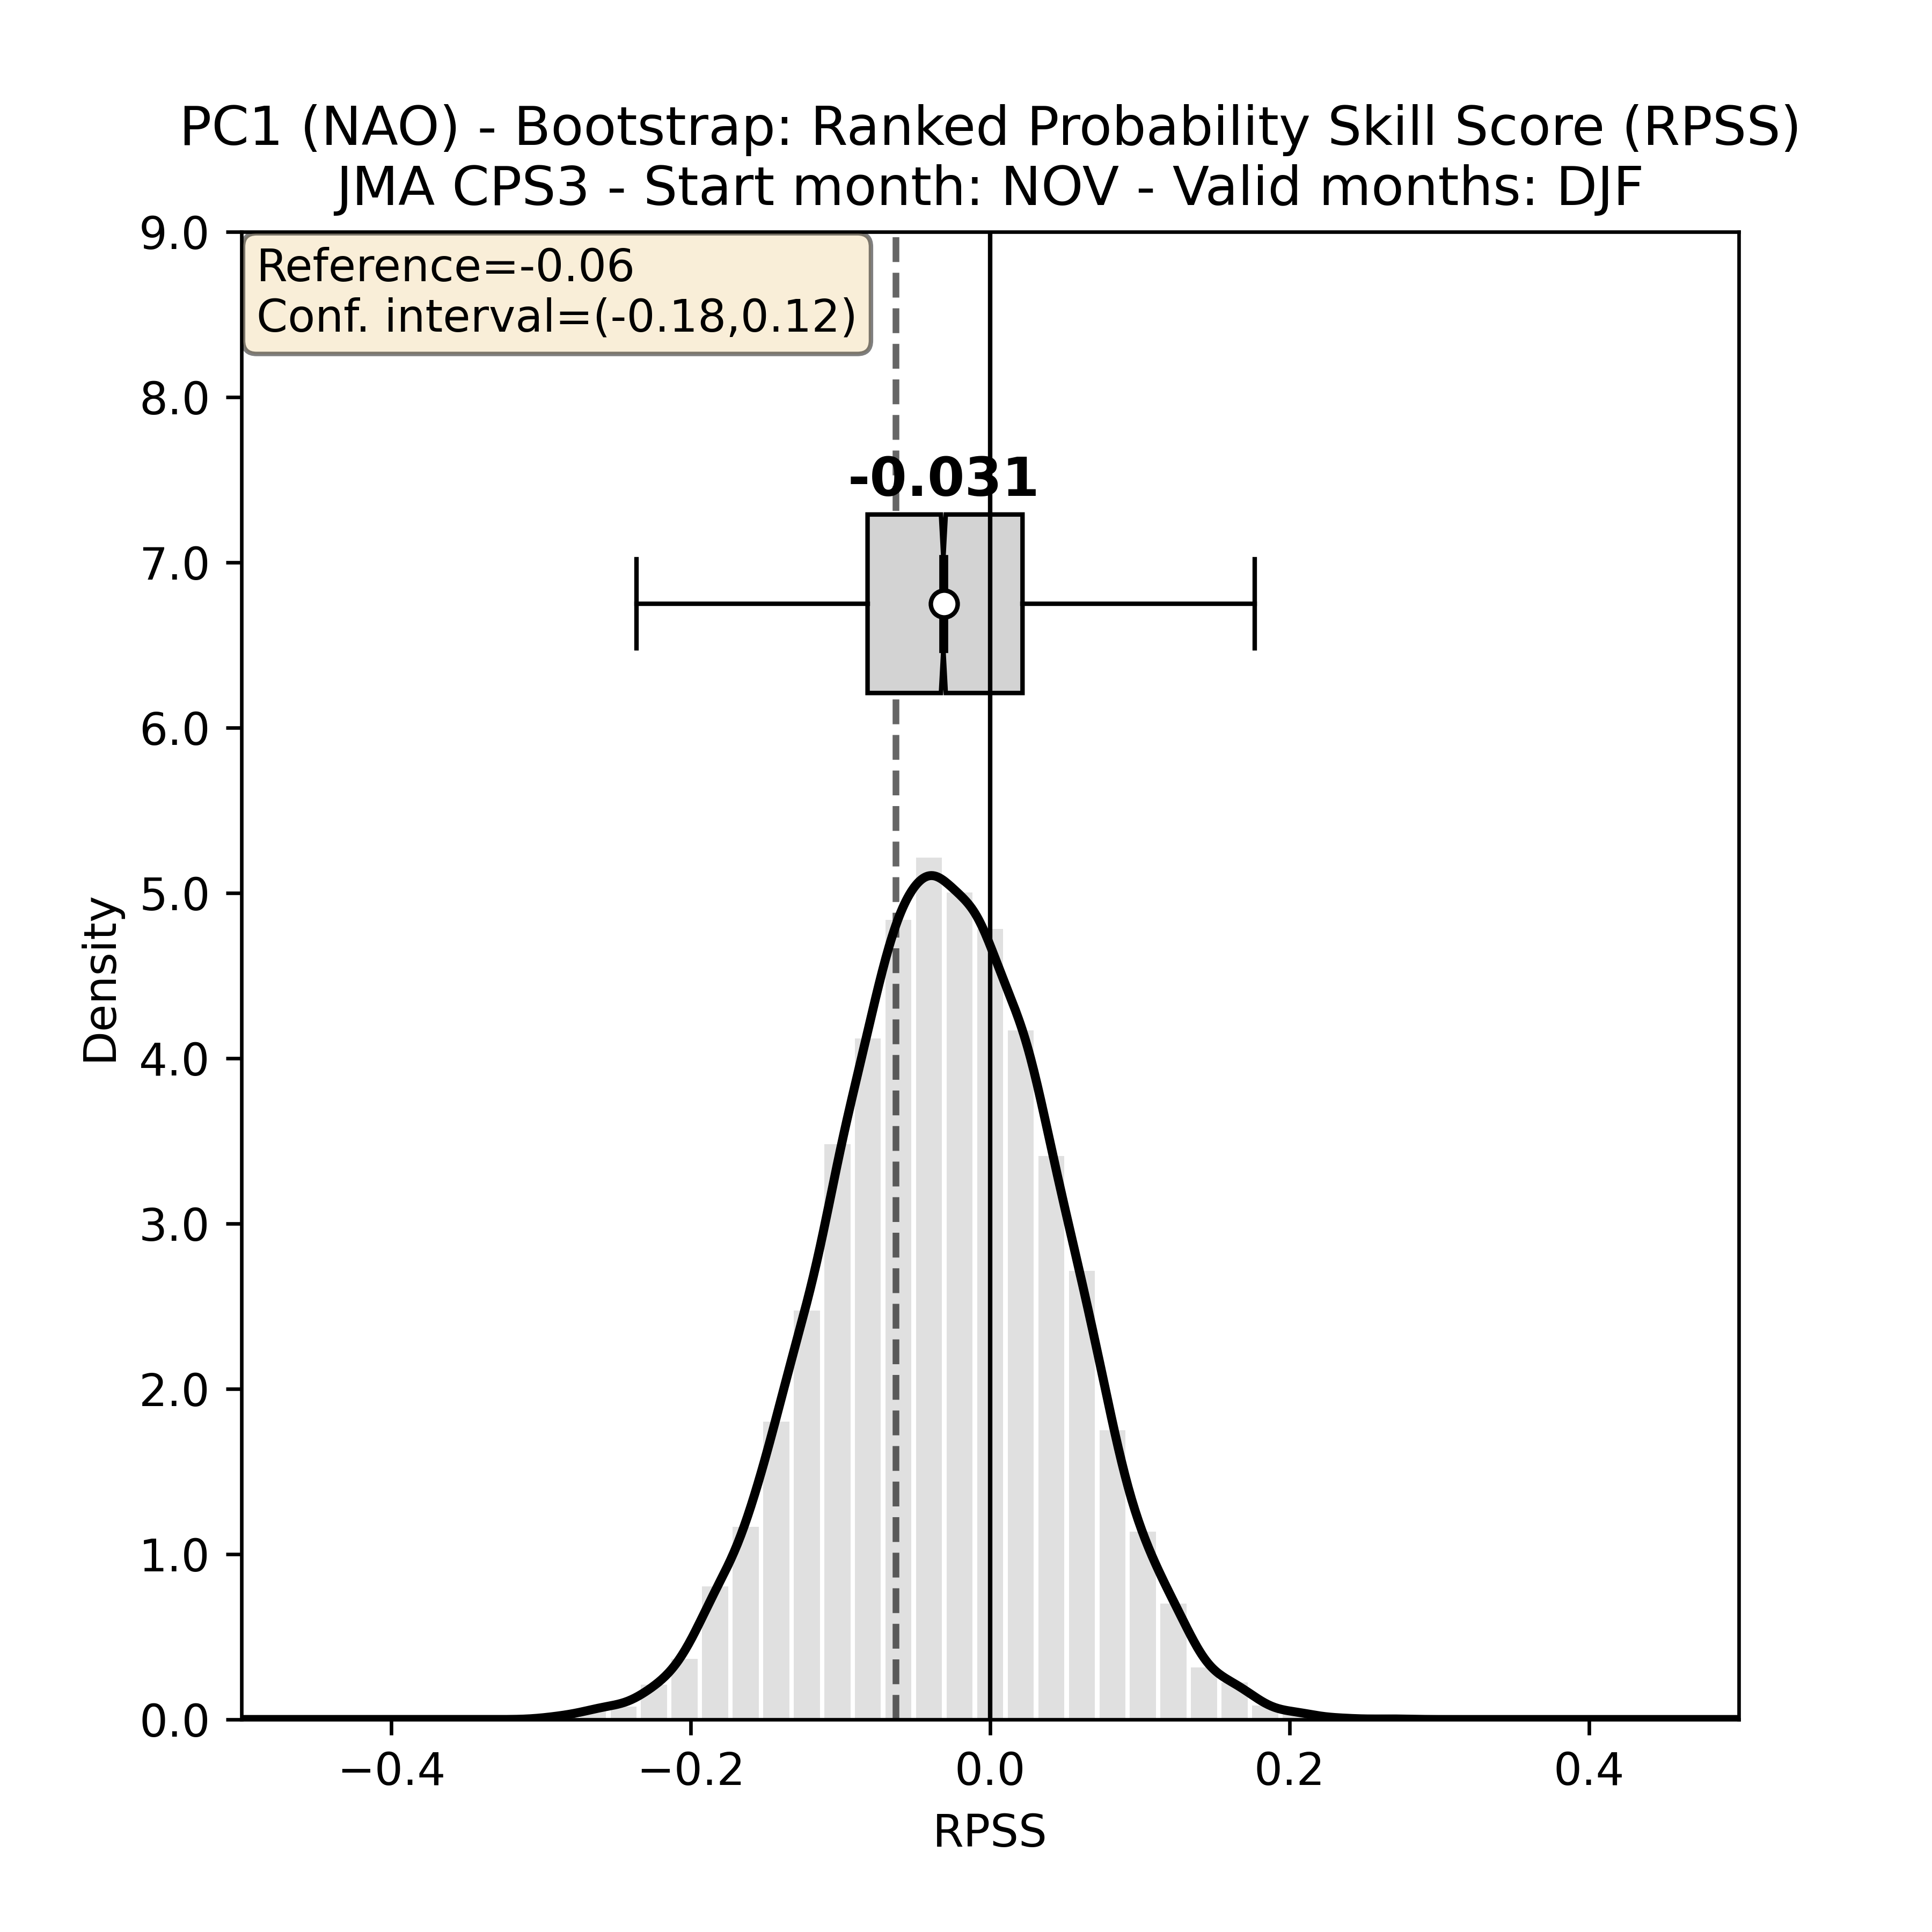 PC1 (NAO) - Bootstrap: Ranked Probability Skill Score (RPSS)
JMA CPS3 - Start month: NOV - Valid months: DJF
9.0
Reference=-0.06
Conf. interval=(-0.18,0.12)
8.0
-0.031
7.0
6.0
5.0
Density
4.0
3.0
2.0
1.0
0.0
−0.4 −0.2 0.0 0.2 0.4
RPSS